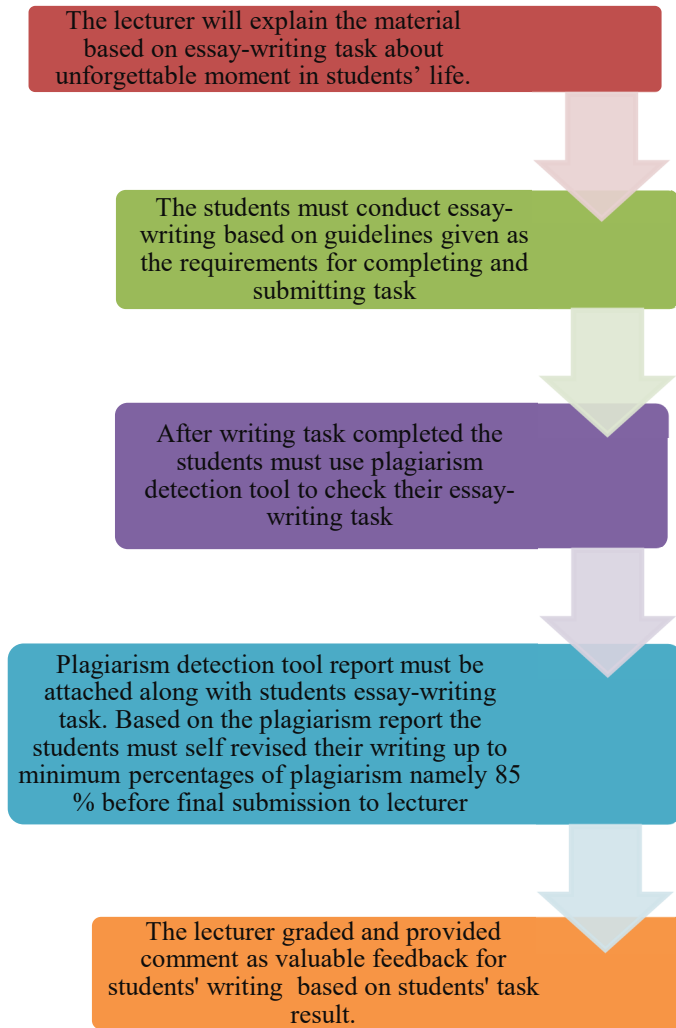 The lecturer will explain the material
based on essay-writing task about
unforgettable moment in students’ life.
The students must conduct essay-
writing based on guidelines given as
the requirements for completing and
submitting task
After writing task completed the
students must use plagiarism
detection tool to check their essay-
writing task
Plagiarism detection tool report must be
attached along with students essay-writing
task. Based on the plagiarism report the
students must self revised their writing up to
minimum percentages of plagiarism namely 85
% before final submission to lecturer
The lecturer graded and provided
comment as valuable feedback for
students' writing based on students' task
result.